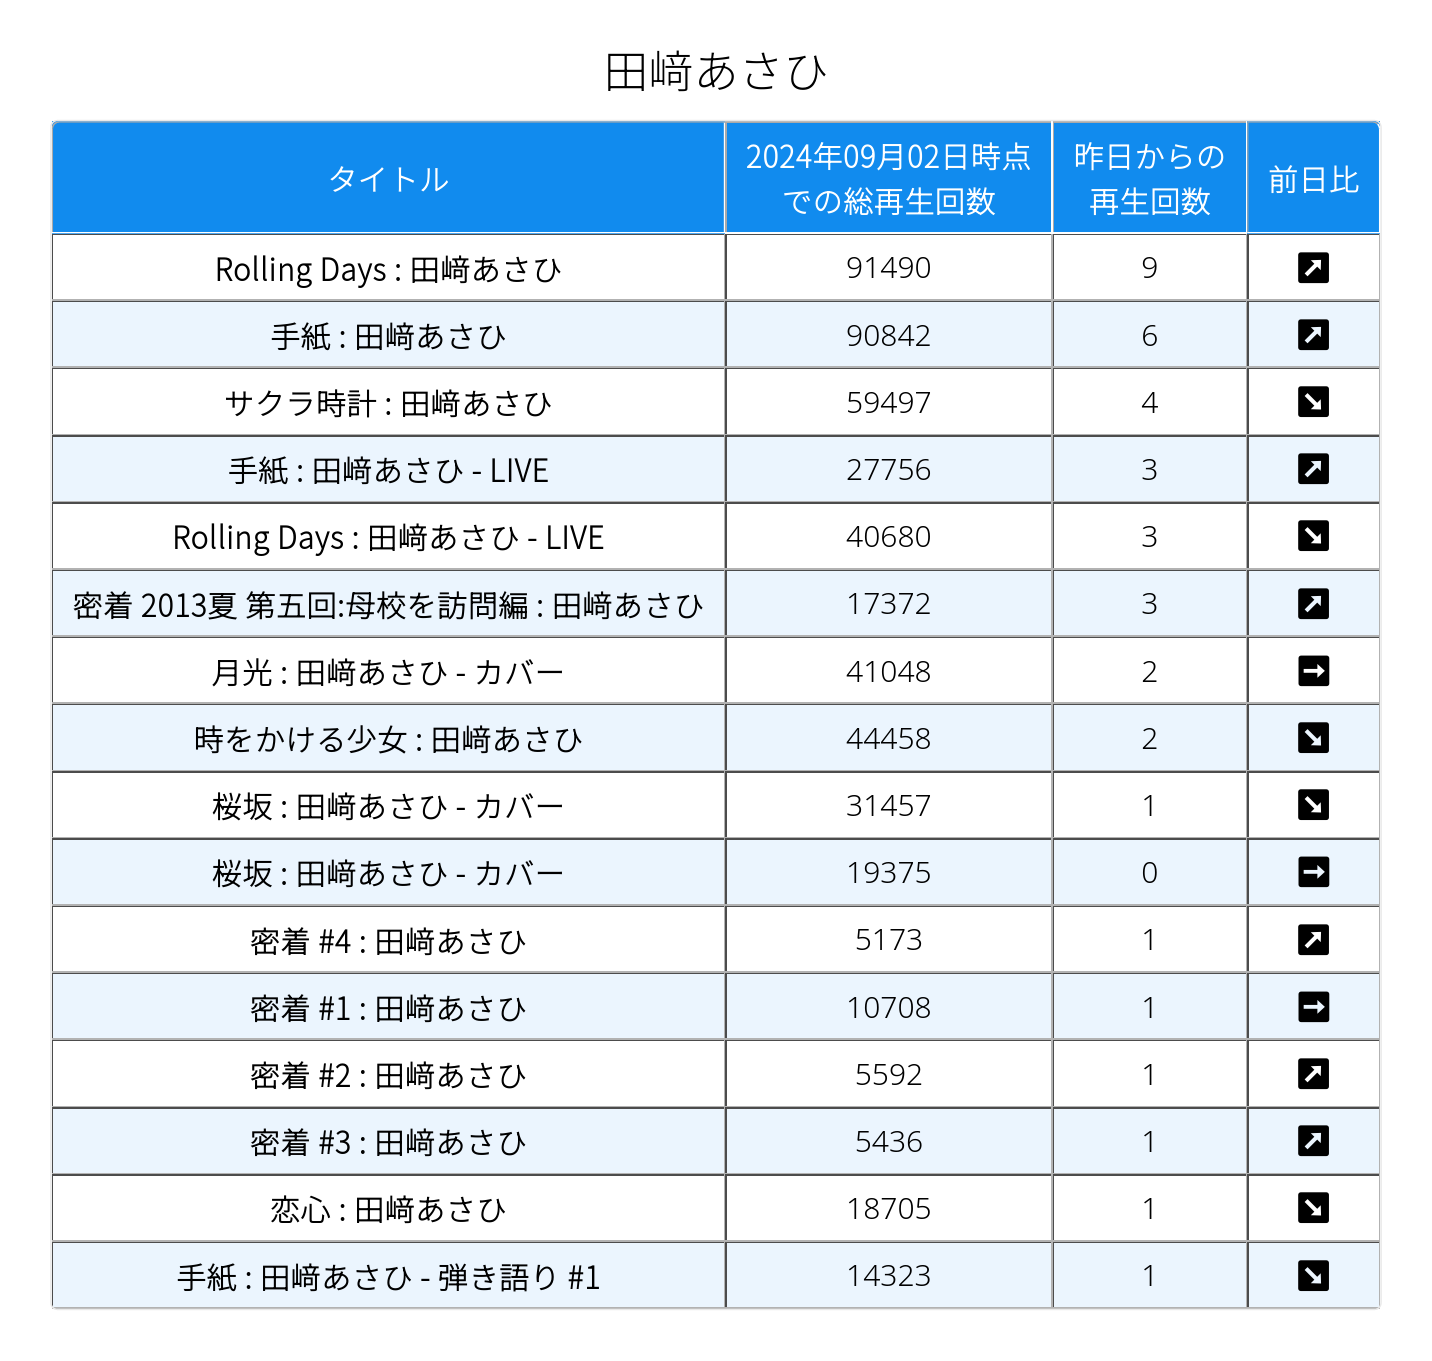 田﨑あさひ
タイトル
2024年09月02日時点
での総再生回数
昨日からの
再生回数
前日比
Rolling Days : 田﨑あさひ 91490 9 ↗
手紙 : 田﨑あさひ 90842 6 ↗
サクラ時計 : 田﨑あさひ 59497 4 ↘
手紙 : 田﨑あさひ - LIVE 27756 3 ↗
Rolling Days : 田﨑あさひ - LIVE 40680 3 ↘
密着 2013夏 第五回:母校を訪問編 : 田﨑あさひ 17372 3 ↗
月光 : 田﨑あさひ - カバー 41048 2 →
時をかける少女 : 田﨑あさひ 44458 2 ↘
桜坂 : 田﨑あさひ - カバー 31457 1 ↘
桜坂 : 田﨑あさひ - カバー 19375 0 →
密着 #4 : 田﨑あさひ 5173 1 ↗
密着 #1 : 田﨑あさひ 10708 1 →
密着 #2 : 田﨑あさひ 5592 1 ↗
密着 #3 : 田﨑あさひ 5436 1 ↗
恋心 : 田﨑あさひ 18705 1 ↘
手紙 : 田﨑あさひ - 弾き語り #1 14323 1 ↘